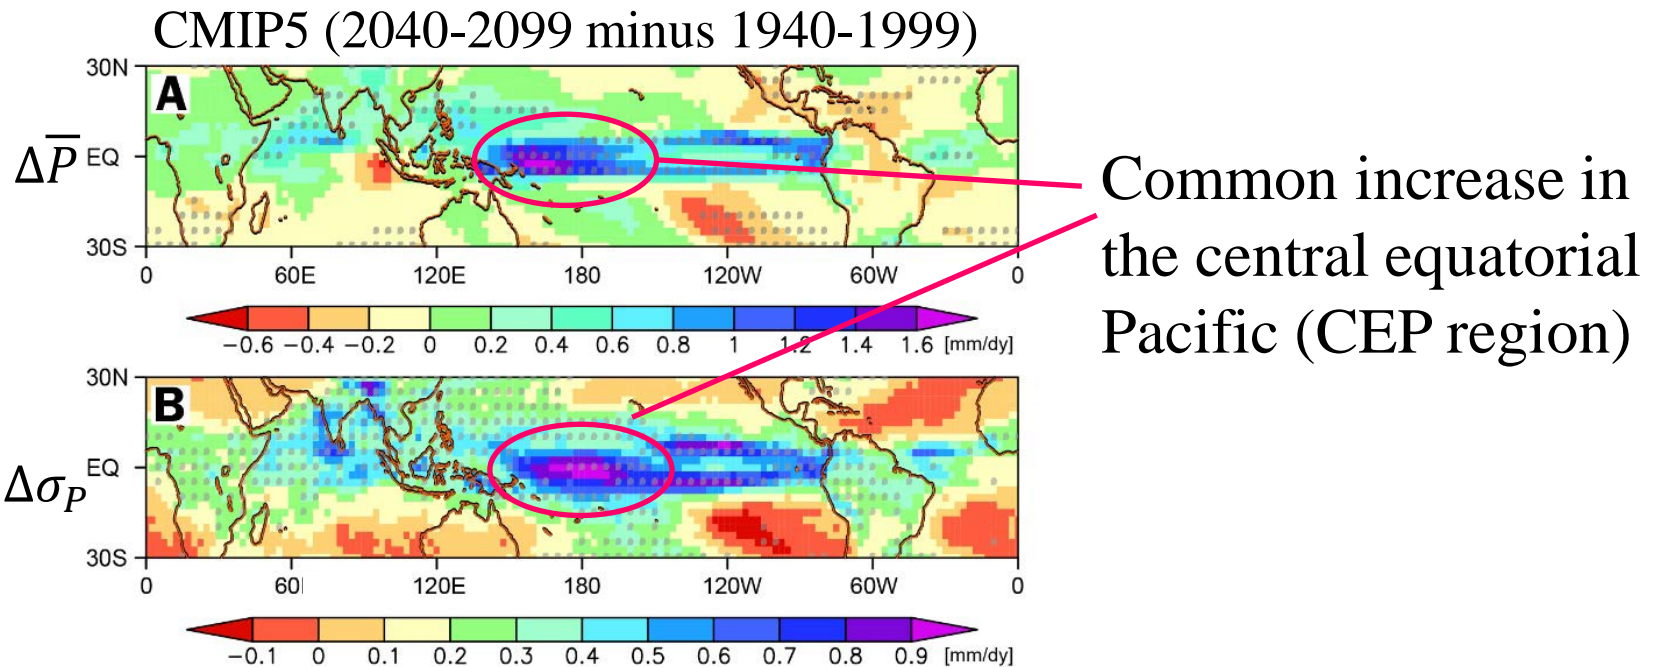 CMIP5 (2040-2099 minus 1940-1999)
A
30N
EQ
30S
ΔP̅
0 60E 120E 180 120W 60W 0
−0.6 −0.4 −0.2 0 0.2 0.4 0.6 0.8 1 1.2 1.4 1.6 [mm/dy]
Common increase in
the central equatorial
Pacific (CEP region)
B
30N
EQ
30S
Δσ_P
0 60 120E 180 120W 60W 0
−0.1 0 0.1 0.2 0.3 0.4 0.5 0.6 0.7 0.8 0.9 [mm/dy]